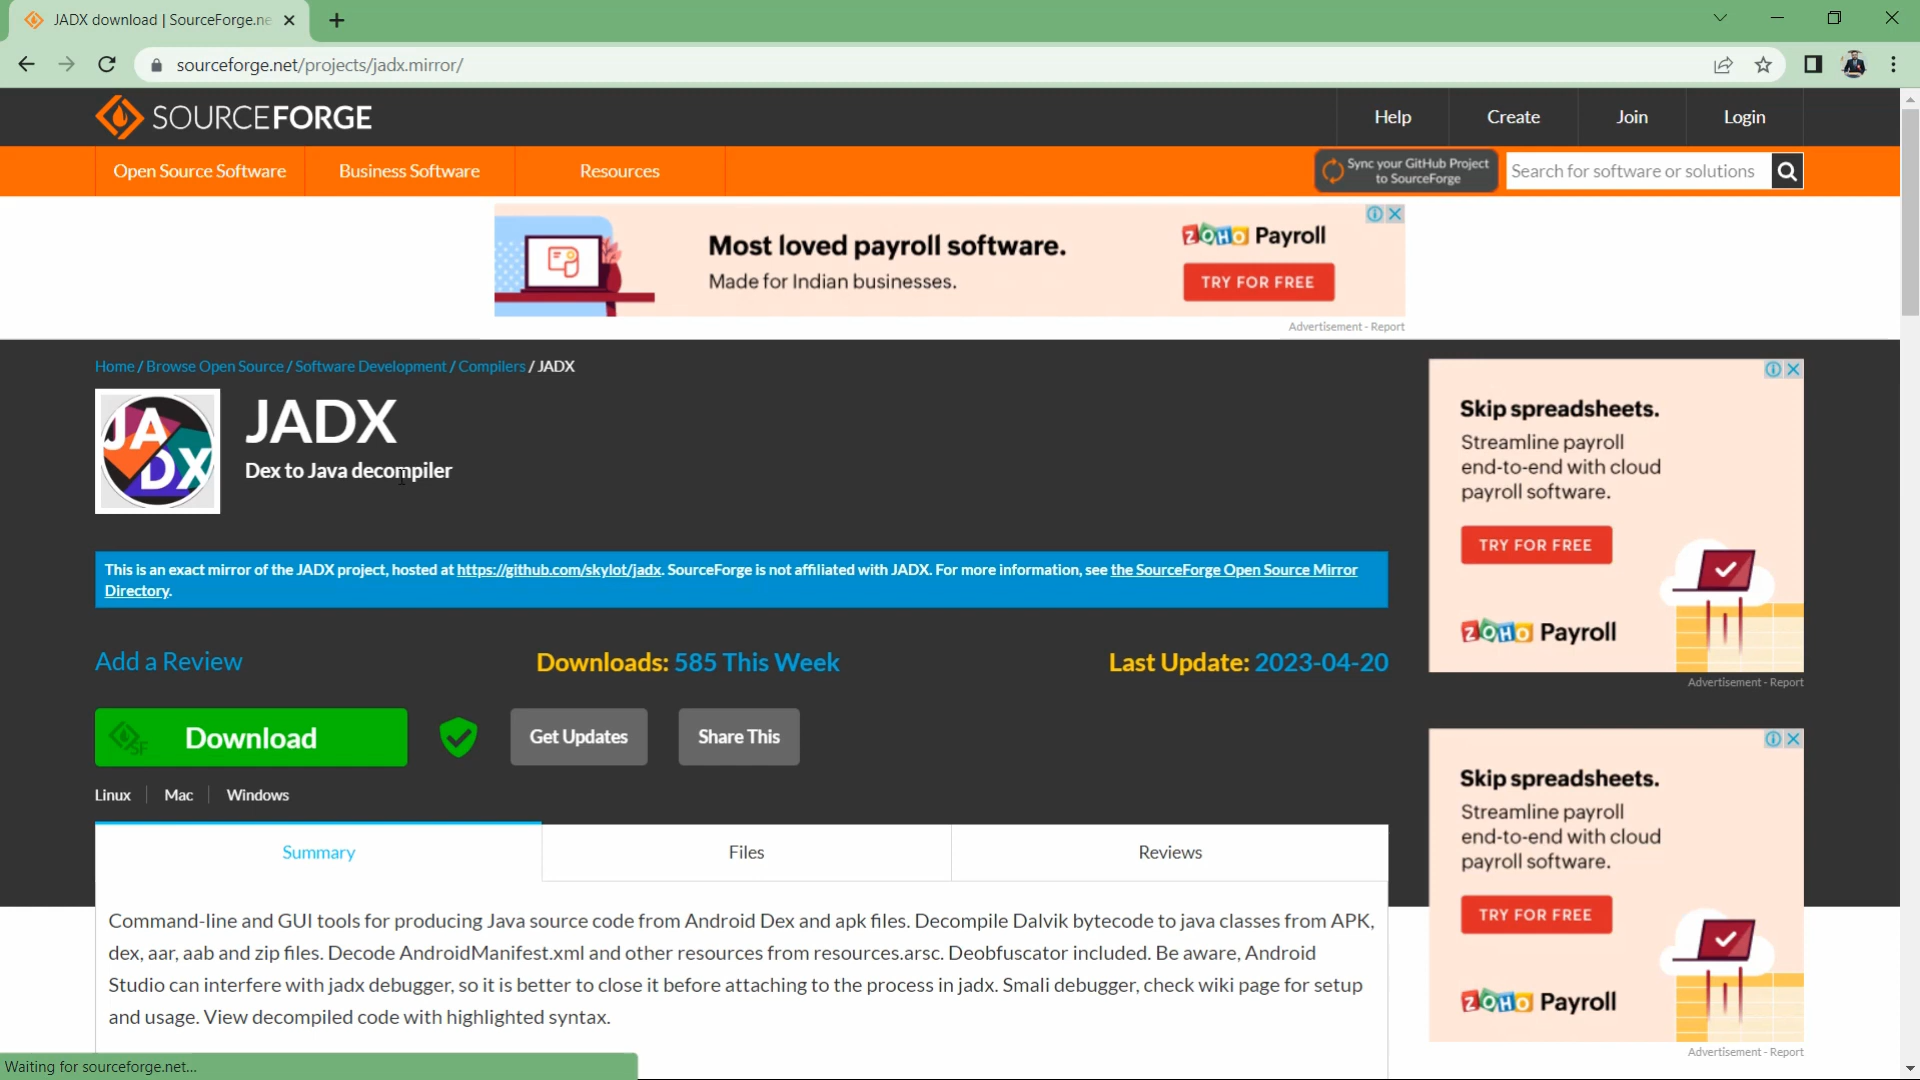 JADX download | SourceForge.ne
sourceforge.net/projects/jadx.mirror/
SOURCEFORGE
Help
Create
Join
Login
Open Source Software
Business Software
Resources
Sync your GitHub Project
to SourceForge
Search for software or solutions
Most loved payroll software.
Made for Indian businesses.
ZOHO Payroll
TRY FOR FREE
Advertisement - Report
Home / Browse Open Source / Software Development / Compilers / JADX
JADX
JADX
Dex to Java decompiler
This is an exact mirror of the JADX project, hosted at https://github.com/skylot/jadx. SourceForge is not affiliated with JADX. For more information, see the SourceForge Open Source Mirror
Directory.
Add a Review
Downloads: 585 This Week
Last Update: 2023-04-20
SF
Download
Get Updates
Share This
Linux
Mac
Windows
Summary
Files
Reviews
Command-line and GUI tools for producing Java source code from Android Dex and apk files. Decompile Dalvik bytecode to java classes from APK,
dex, aar, aab and zip files. Decode AndroidManifest.xml and other resources from resources.arsc. Deobfuscator included. Be aware, Android
Studio can interfere with jadx debugger, so it is better to close it before attaching to the process in jadx. Smali debugger, check wiki page for setup
and usage. View decompiled code with highlighted syntax.
Skip spreadsheets.
Streamline payroll
end-to-end with cloud
payroll software.
TRY FOR FREE
ZOHO Payroll
Advertisement - Report
Skip spreadsheets.
Streamline payroll
end-to-end with cloud
payroll software.
TRY FOR FREE
ZOHO Payroll
Advertisement - Report
Waiting for sourceforge.net...